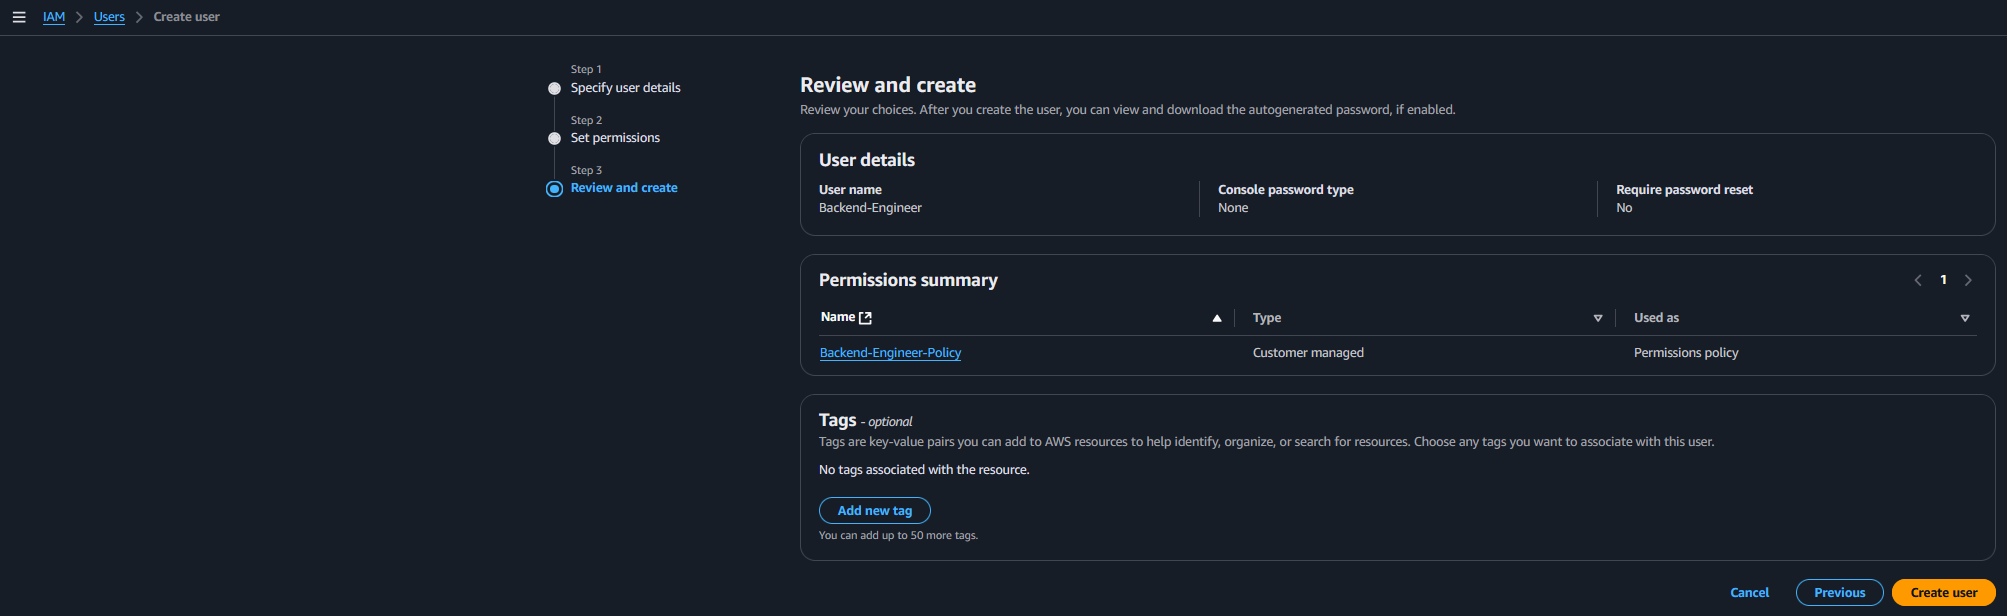 IAM > Users > Create user
Step 1
Specify user details
Step 2
Set permissions
Step 3
Review and create
Review and create
Review your choices. After you create the user, you can view and download the autogenerated password, if enabled.
User details
User name
Backend-Engineer
Console password type
None
Require password reset
No
Permissions summary
1
Name Type Used as
Backend-Engineer-Policy Customer managed Permissions policy
Tags - optional
Tags are key-value pairs you can add to AWS resources to help identify, organize, or search for resources. Choose any tags you want to associate with this user.
No tags associated with the resource.
Add new tag
You can add up to 50 more tags.
Cancel Previous Create user